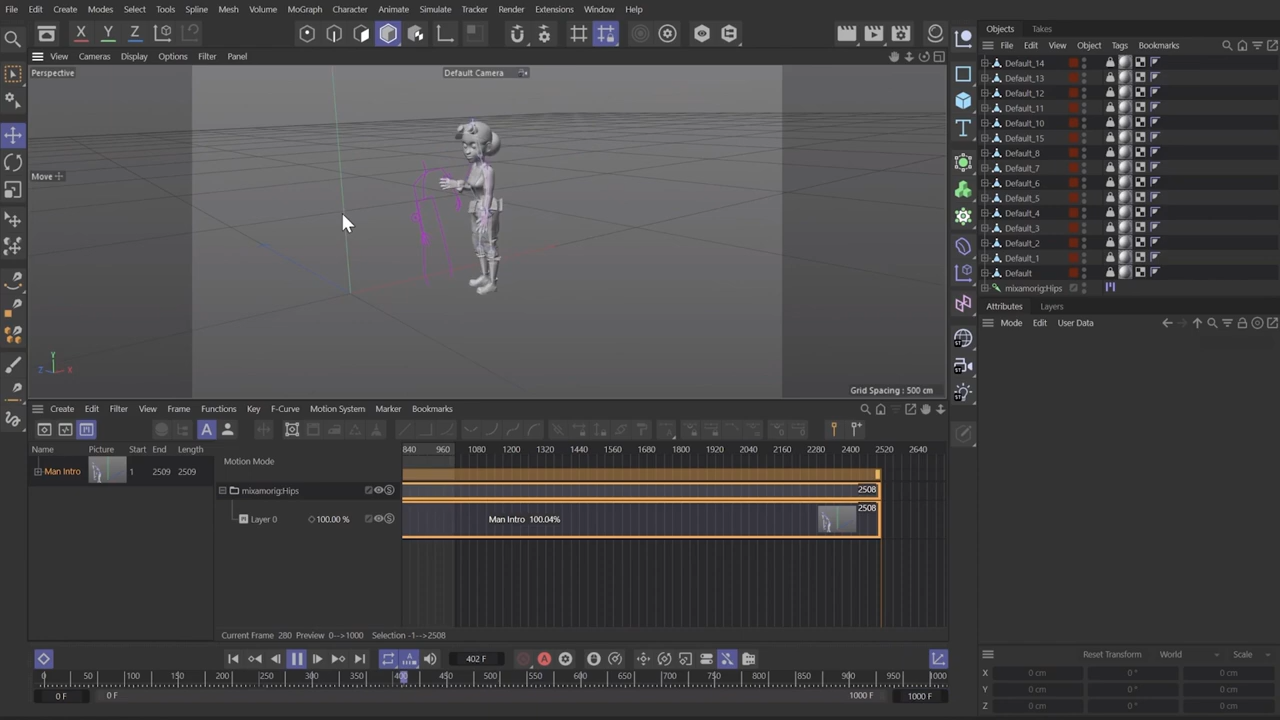 File Edit Create Modes Select Tools Spline Mesh Volume MoGraph Character Animate Simulate Tracker Render Extensions Window Help
X Y Z
Objects Takes
File Edit View Object Tags Bookmarks
View Cameras Display Options Filter Panel
Perspective
Default Camera
Move
Grid Spacing : 500 cm
Y
Z X
Default_14
Default_13
Default_12
Default_11
Default_10
Default_15
Default_8
Default_7
Default_6
Default_5
Default_4
Default_3
Default_2
Default_1
Default
mixamorig:Hips
Attributes Layers
Mode Edit User Data
Create Edit Filter View Frame Functions Key F-Curve Motion System Marker Bookmarks
Name Picture Start End Length
Man Intro 1 2509 2509
840 960 1080 1200 1320 1440 1560 1680 1800 1920 2040 2160 2280 2400 2520 2640
Motion Mode
mixamorig:Hips 2508
Layer 0 100.00 % Man Intro 100.04% 2508
Current Frame 280 Preview 0-->1000 Selection -1-->2508
402 F
0 50 100 150 200 250 300 350 400 450 500 550 600 650 700 750 800 850 900 950 1000
0 F 0 F 1000 F 1000 F
Reset Transform World Scale
X 0 cm 0 ° 0 cm
Y 0 cm 0 ° 0 cm
Z 0 cm 0 ° 0 cm